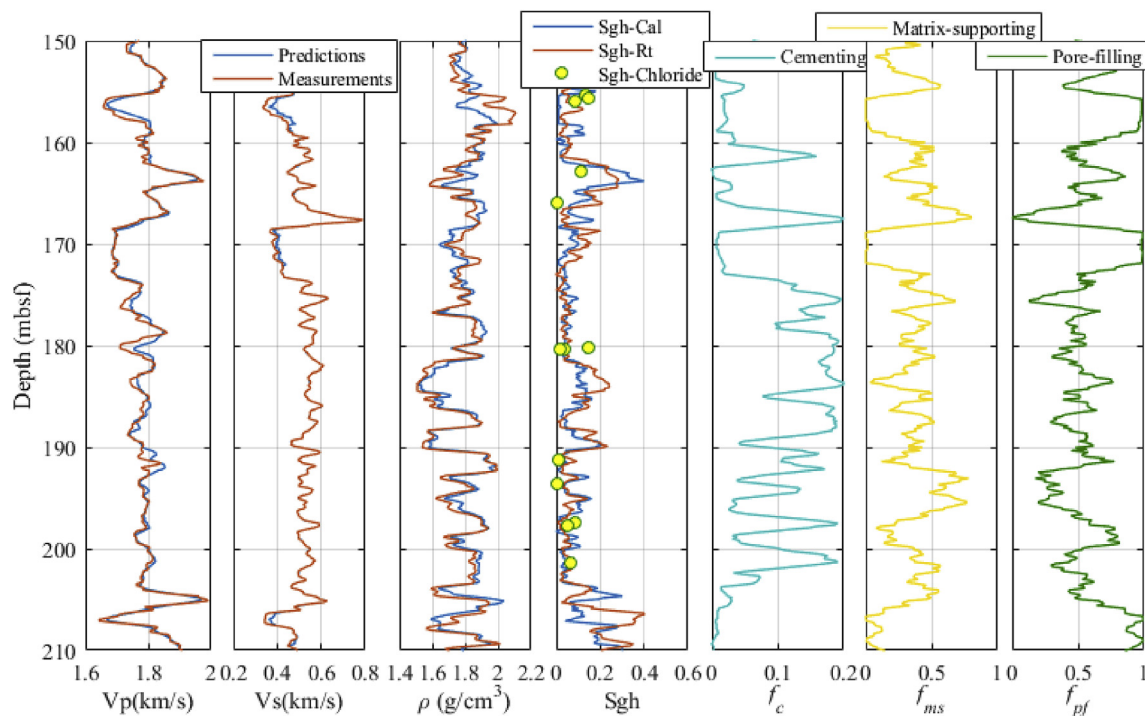 Sgh-Cal
Sgh-Rt
Sgh-Chloride
Matrix-supporting
Predictions
Measurements
Cementing
Pore-filling
150
160
170
180
190
200
210
Depth (mbsf)
1.6 1.8 2
0.2 0.4 0.6 0.8
1.4 1.6 1.8 2 2.2
0 0.2 0.4 0.6
0 0.1 0.2
0 0.5 1
0 0.5 1
Vp(km/s)
Vs(km/s)
ρ (g/cm³)
Sgh
f_c
f_ms
f_pf